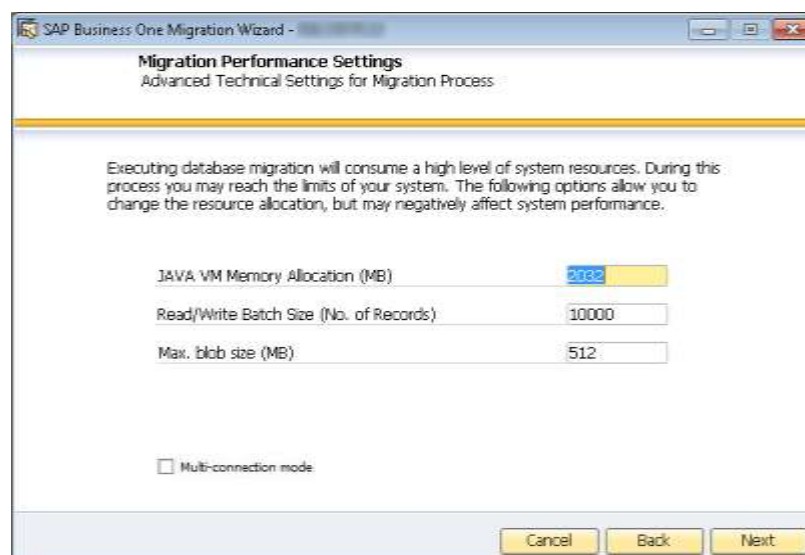 SAP Business One Migration Wizard -
Migration Performance Settings
Advanced Technical Settings for Migration Process
Executing database migration will consume a high level of system resources. During this
process you may reach the limits of your system. The following options allow you to
change the resource allocation, but may negatively affect system performance.
JAVA VM Memory Allocation (MB) 2032
Read/Write Batch Size (No. of Records) 10000
Max. blob size (MB) 512
Multi-connection mode
Cancel Back Next